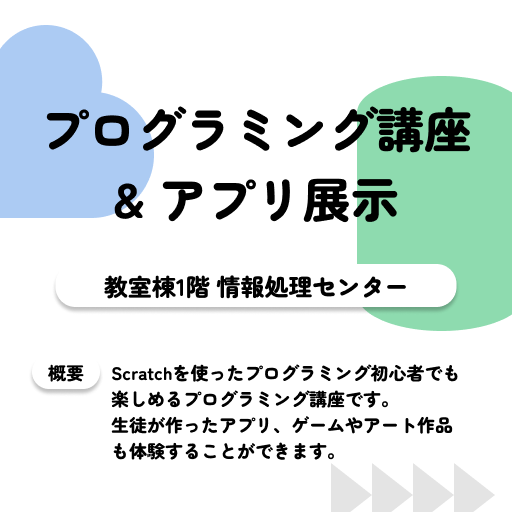 プログラミング講座
& アプリ展示
教室棟1階 情報処理センター
概要
Scratchを使ったプログラミング初心者でも
楽しめるプログラミング講座です。
生徒が作ったアプリ、ゲームやアート作品
も体験することができます。